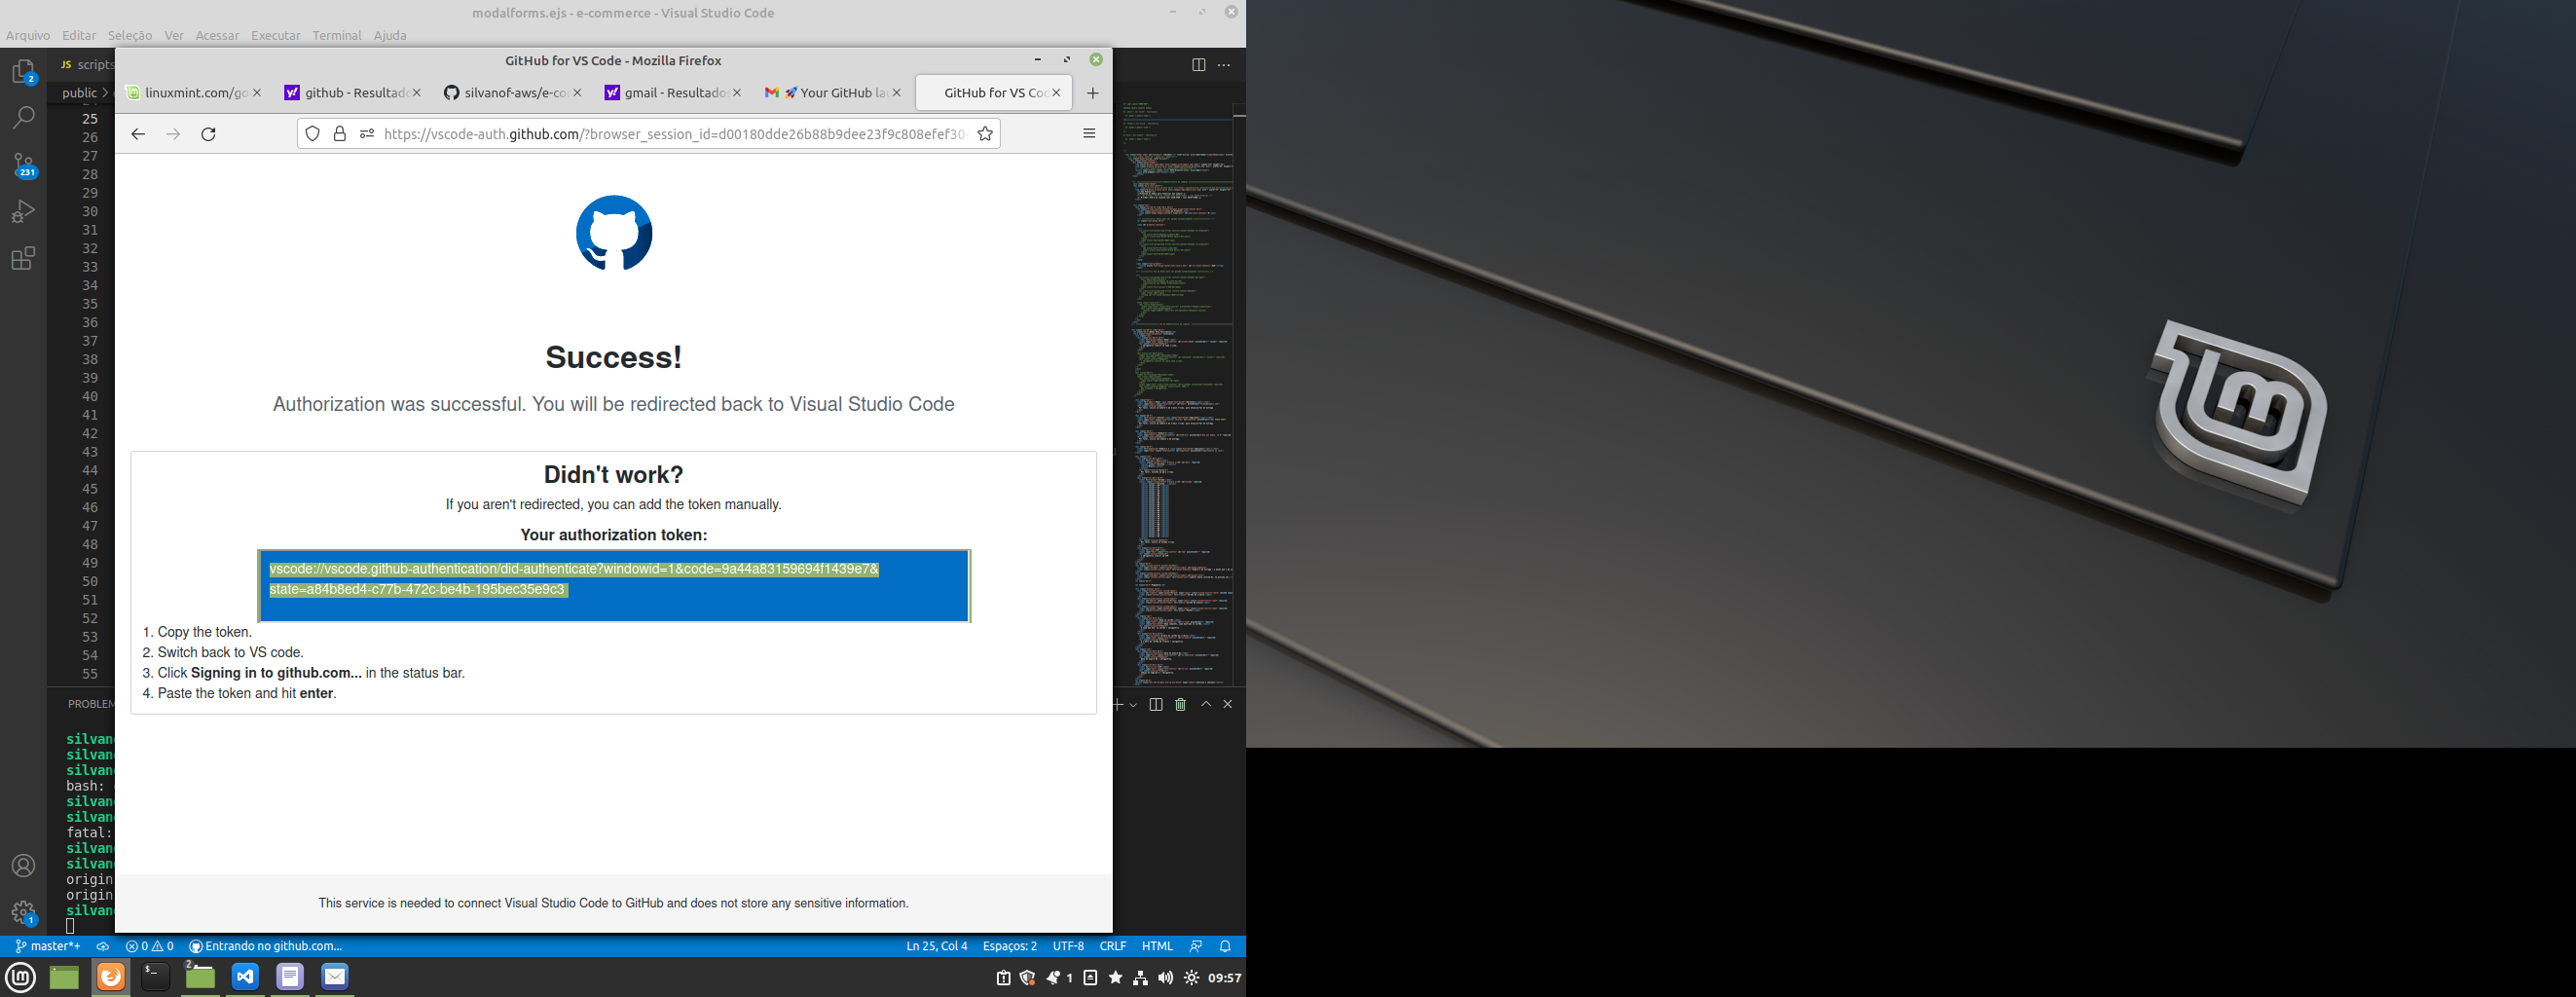 modalforms.ejs - e-commerce - Visual Studio Code
Arquivo Editar Seleção Ver Acessar Executar Terminal Ajuda
JS scripts
public >
GitHub for VS Code - Mozilla Firefox
linuxmint.com/go
github - Resultado
silvanof-aws/e-co
gmail - Resultados
🚀 Your GitHub la
GitHub for VS Co
https://vscode-auth.github.com/?browser_session_id=d00180dde26b88b9dee23f9c808efef30
2
231
25
26
27
28
29
30
31
32
33
34
35
36
37
38
39
40
41
42
43
44
45
46
47
48
49
50
51
52
53
54
55
Success!
Authorization was successful. You will be redirected back to Visual Studio Code
Didn't work?
If you aren't redirected, you can add the token manually.
Your authorization token:
vscode://vscode.github-authentication/did-authenticate?windowid=1&code=9a44a83159694f1439e7&
state=a84b8ed4-c77b-472c-be4b-195bec35e9c3
1. Copy the token.
2. Switch back to VS code.
3. Click Signing in to github.com... in the status bar.
4. Paste the token and hit enter.
This service is needed to connect Visual Studio Code to GitHub and does not store any sensitive information.
PROBLEM
silvan
silvan
silvan
bash:
silvan
silvan
fatal:
silvan
silvan
origin
origin
silvan
1
master*+ 0 0 Entrando no github.com... Ln 25, Col 4 Espaços: 2 UTF-8 CRLF HTML
2
1
09:57